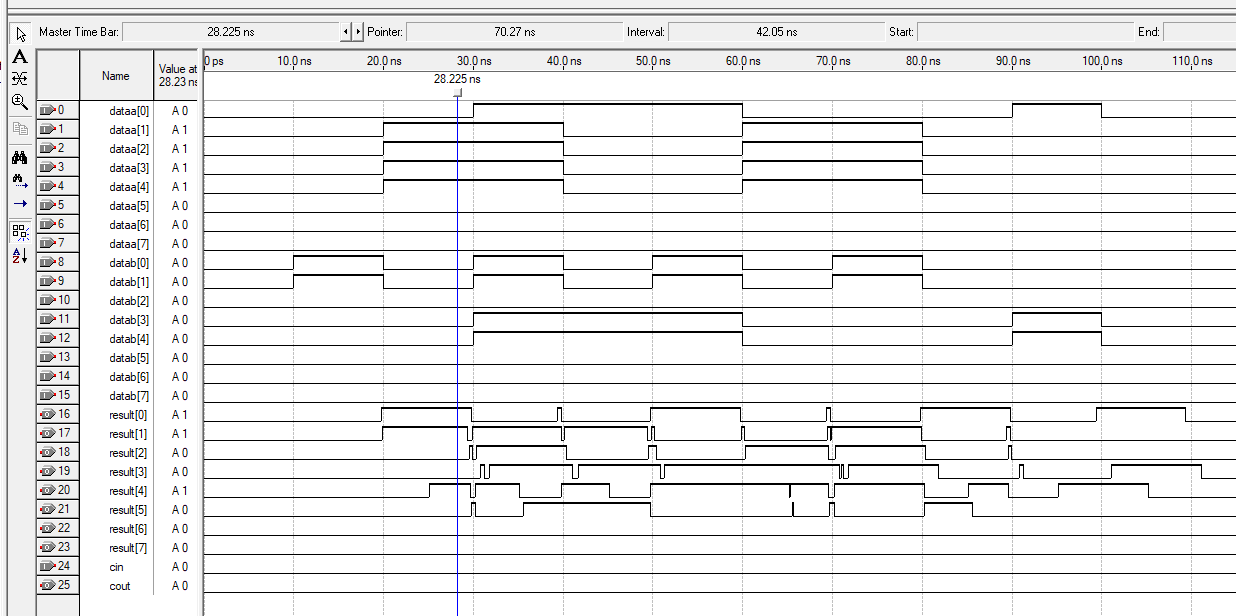 Master Time Bar: 28.225 ns Pointer: 70.27 ns Interval: 42.05 ns Start: End:
Name Value at 28.23 ns
0 ps 10.0 ns 20.0 ns 30.0 ns 40.0 ns 50.0 ns 60.0 ns 70.0 ns 80.0 ns 90.0 ns 100.0 ns 110.0 ns
28.225 ns
0 dataa[0] A 0
1 dataa[1] A 1
2 dataa[2] A 1
3 dataa[3] A 1
4 dataa[4] A 1
5 dataa[5] A 0
6 dataa[6] A 0
7 dataa[7] A 0
8 datab[0] A 0
9 datab[1] A 0
10 datab[2] A 0
11 datab[3] A 0
12 datab[4] A 0
13 datab[5] A 0
14 datab[6] A 0
15 datab[7] A 0
16 result[0] A 1
17 result[1] A 1
18 result[2] A 0
19 result[3] A 0
20 result[4] A 1
21 result[5] A 0
22 result[6] A 0
23 result[7] A 0
24 cin A 0
25 cout A 0